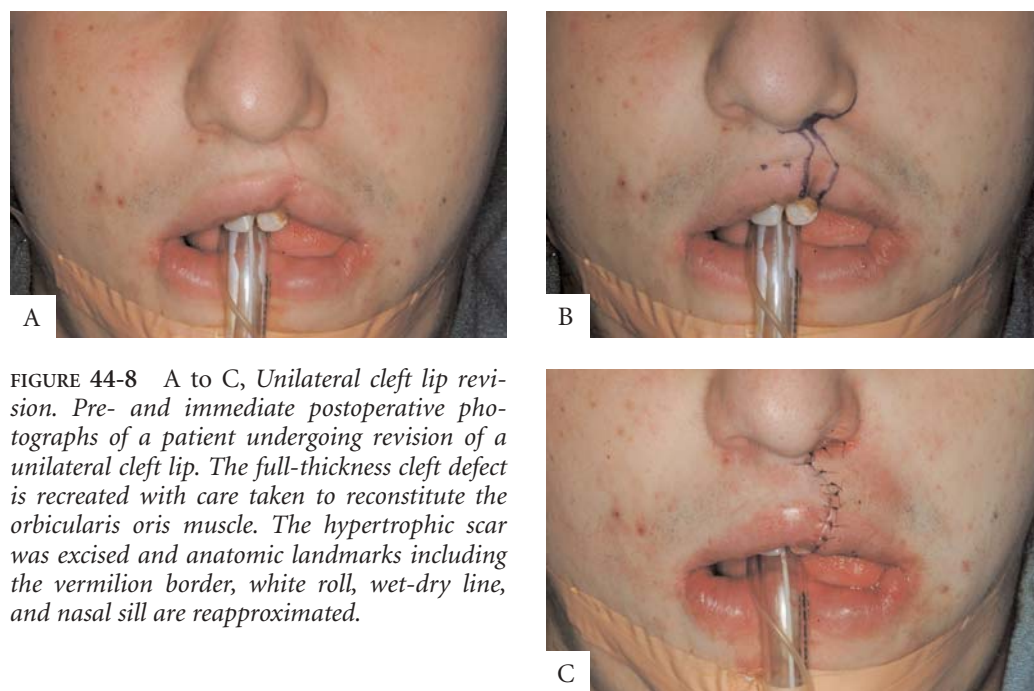 A
B
FIGURE 44-8 A to C, Unilateral cleft lip revi-
sion. Pre- and immediate postoperative pho-
tographs of a patient undergoing revision of a
unilateral cleft lip. The full-thickness cleft defect
is recreated with care taken to reconstitute the
orbicularis oris muscle. The hypertrophic scar
was excised and anatomic landmarks including
the vermilion border, white roll, wet-dry line,
and nasal sill are reapproximated.
C